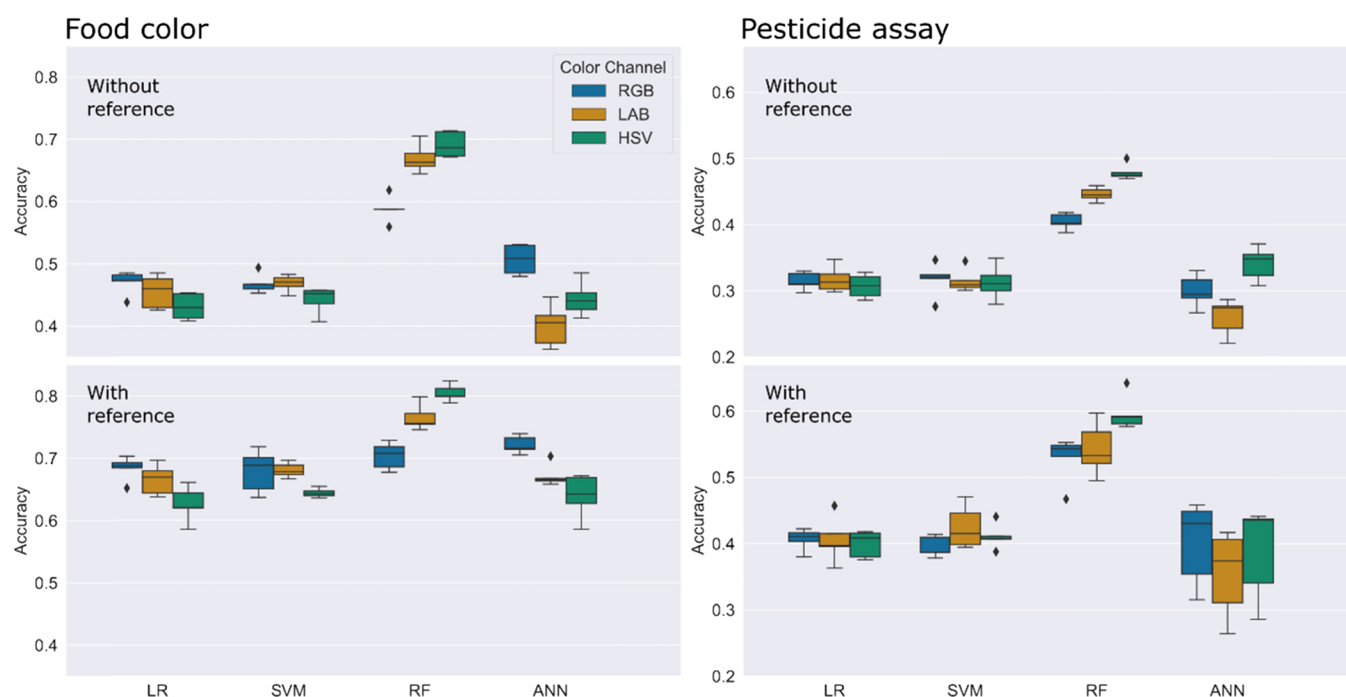 Food color
Pesticide assay
Without
reference
Color Channel
RGB
LAB
HSV
Accuracy
0.8
0.7
0.6
0.5
0.4
Without
reference
Accuracy
0.6
0.5
0.4
0.3
0.2
With
reference
Accuracy
0.8
0.7
0.6
0.5
0.4
LR SVM RF ANN
With
reference
Accuracy
0.6
0.5
0.4
0.3
0.2
LR SVM RF ANN